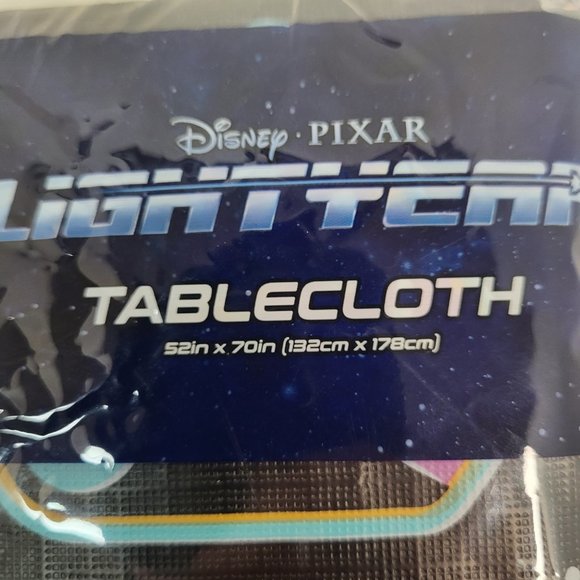 Disney · PIXAR
LIGHTYEAR
TABLECLOTH
52in x 70in (132cm x 178cm)